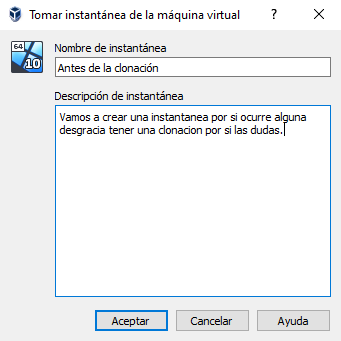 Tomar instantánea de la máquina virtual
64
10
Nombre de instantánea
Antes de la clonación
Descripción de instantánea
Vamos a crear una instantanea por si ocurre alguna
desgracia tener una clonacion por si las dudas.
Aceptar Cancelar Ayuda